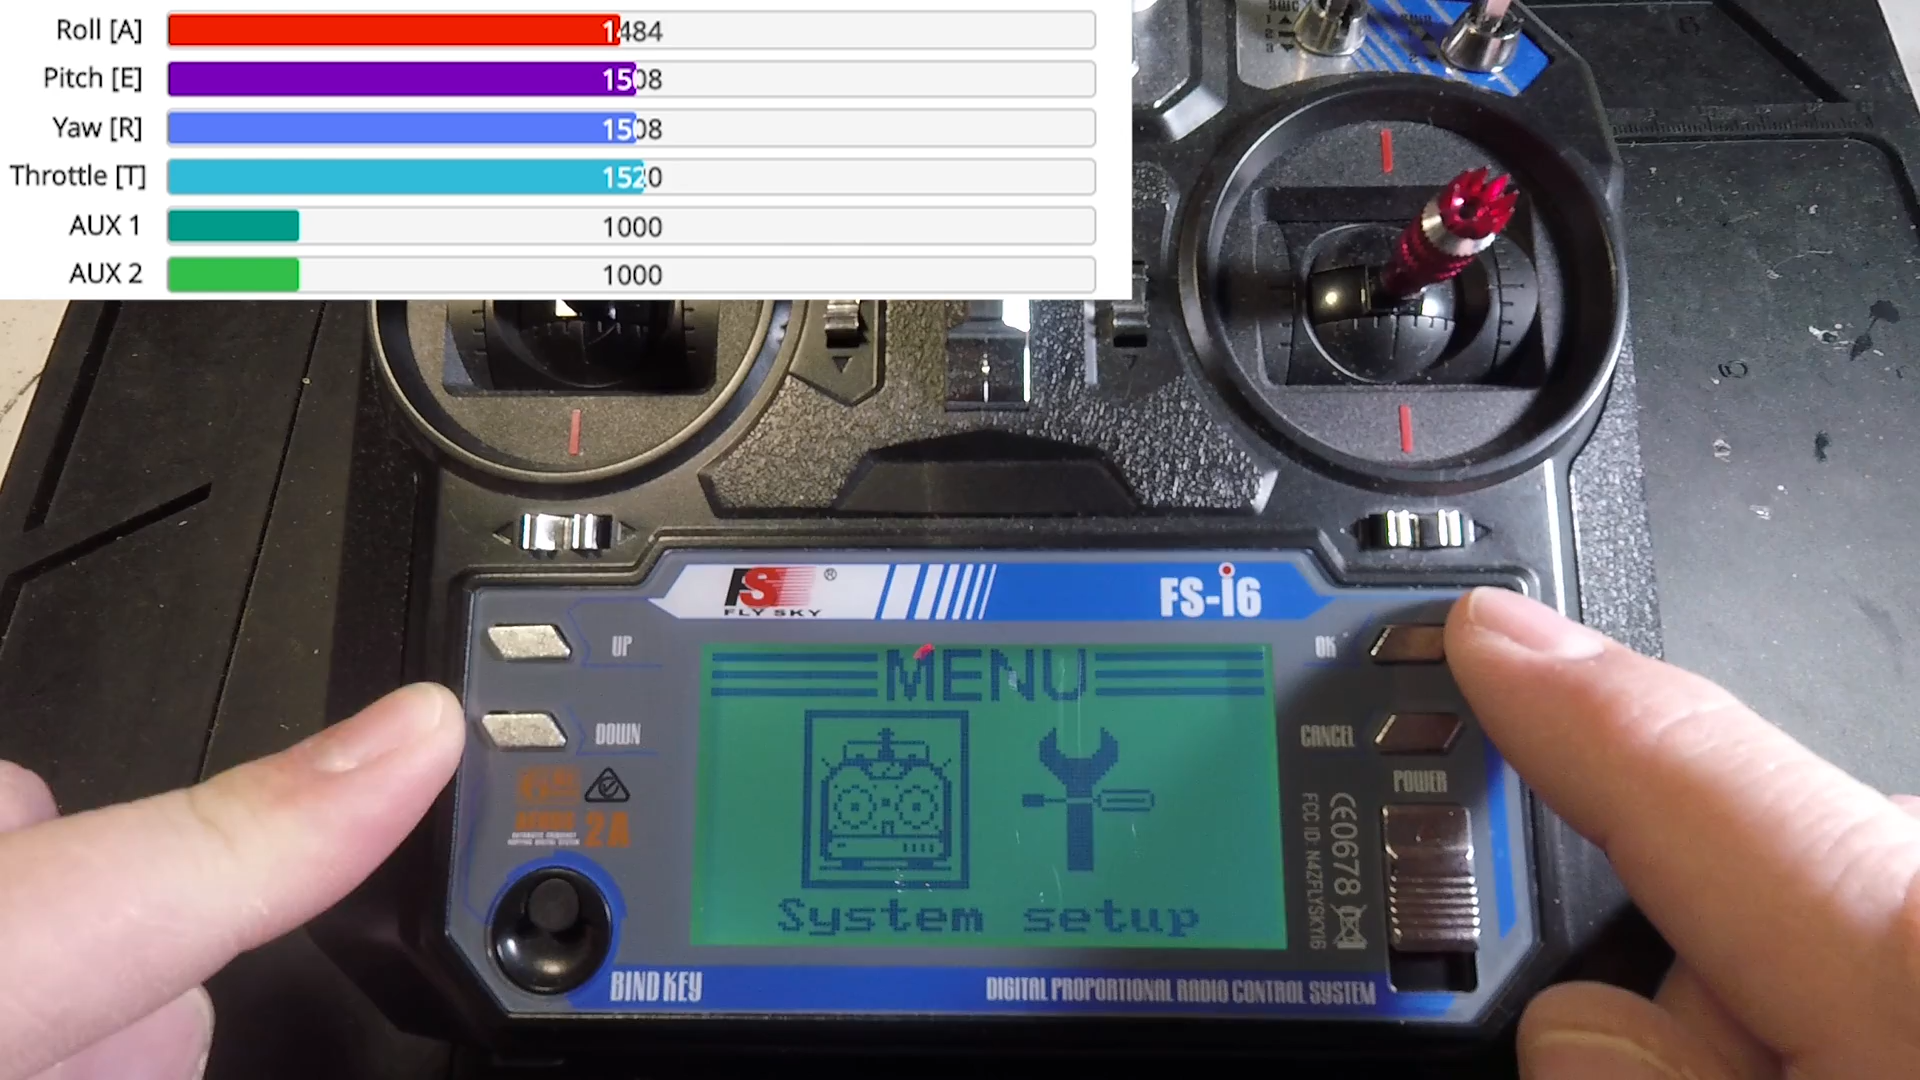 Roll [A] 1484
Pitch [E] 1508
Yaw [R] 1508
Throttle [T] 1520
AUX 1 1000
AUX 2 1000
FS ®
FLY SKY
FS-i6
UP
OK
MENU
DOWN
CANCEL
POWER
2A
System setup
CE0678
FCC ID: N4ZFLYSKYI6
BIND KEY
DIGITAL PROPORTIONAL RADIO CONTROL SYSTEM